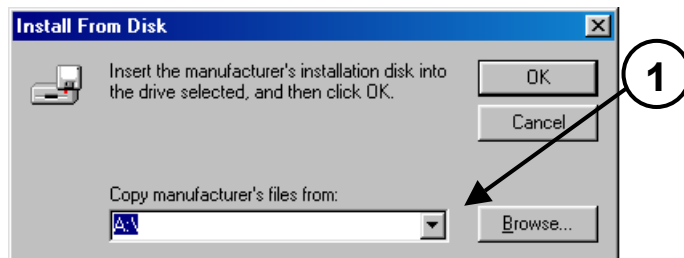 Install From Disk
Insert the manufacturer's installation disk into
the drive selected, and then click OK.
OK
1
Cancel
Copy manufacturer's files from:
A:\
Browse...